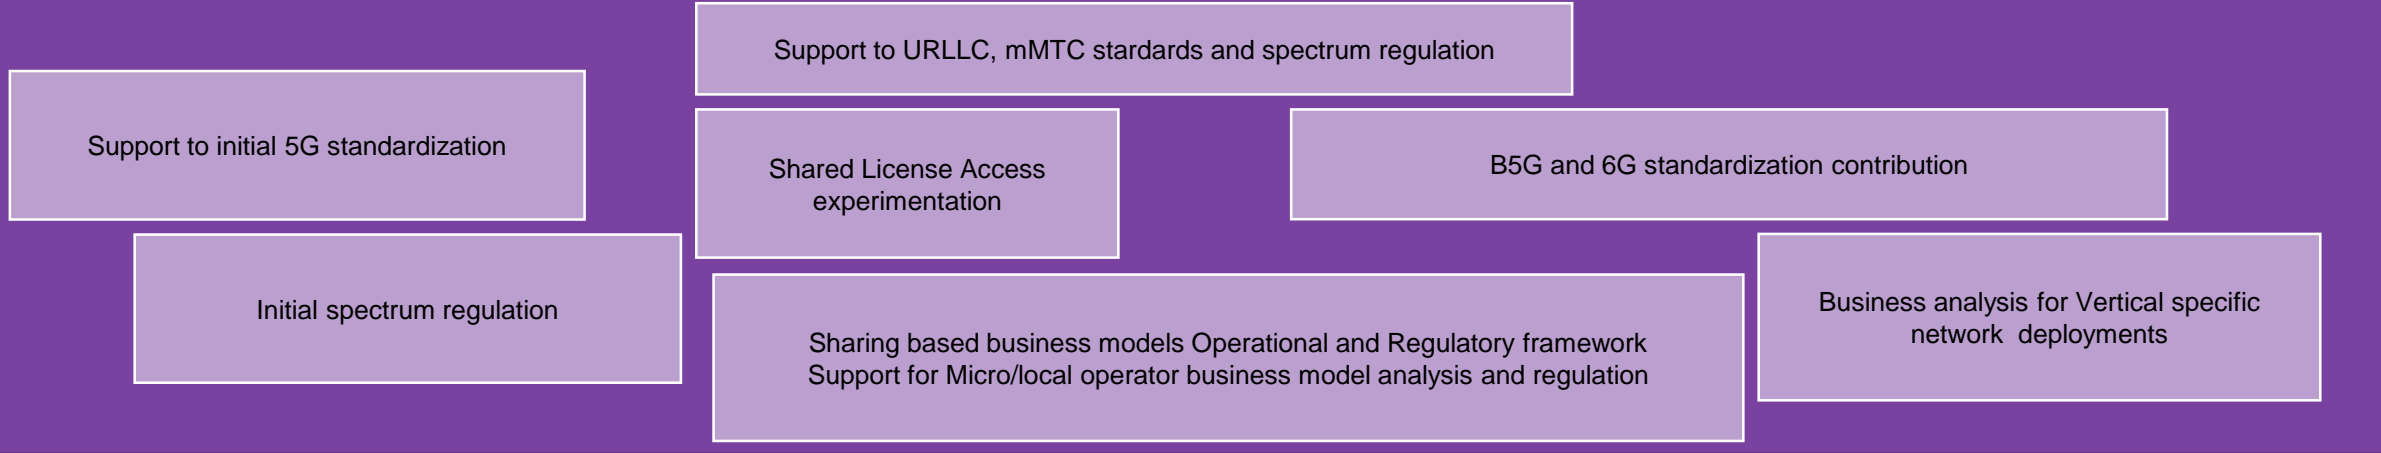 Support to URLLC, mMTC stardards and spectrum regulation
Support to initial 5G standardization
Shared License Access
experimentation
B5G and 6G standardization contribution
Initial spectrum regulation
Sharing based business models Operational and Regulatory framework
Support for Micro/local operator business model analysis and regulation
Business analysis for Vertical specific
network  deployments